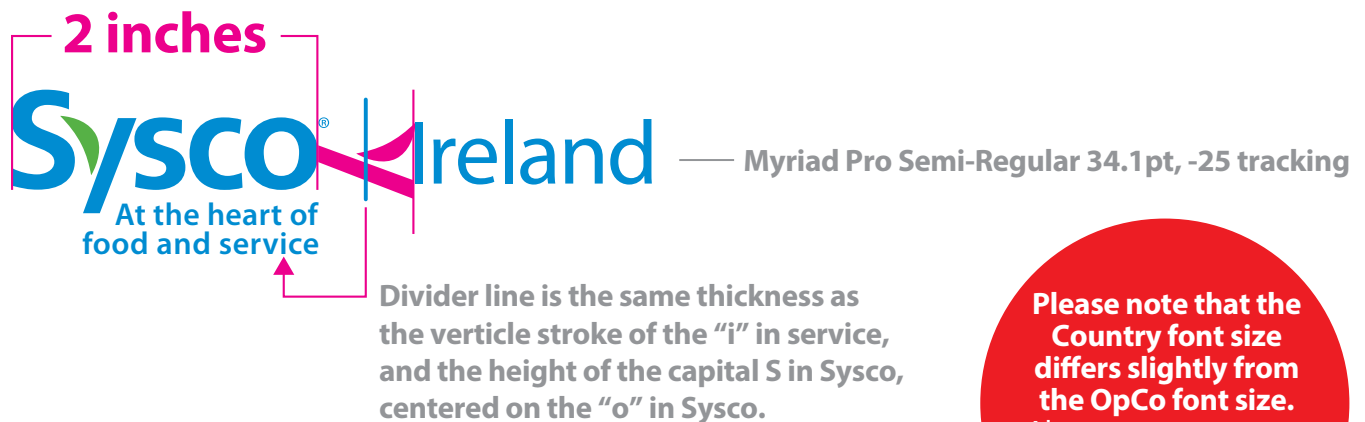 2 inches
Sysco® Ireland
Myriad Pro Semi-Regular 34.1pt, -25 tracking
At the heart of
food and service
Divider line is the same thickness as
the verticle stroke of the “i” in service,
and the height of the capital S in Sysco,
centered on the “o” in Sysco.
Please note that the
Country font size
differs slightly from
the OpCo font size.